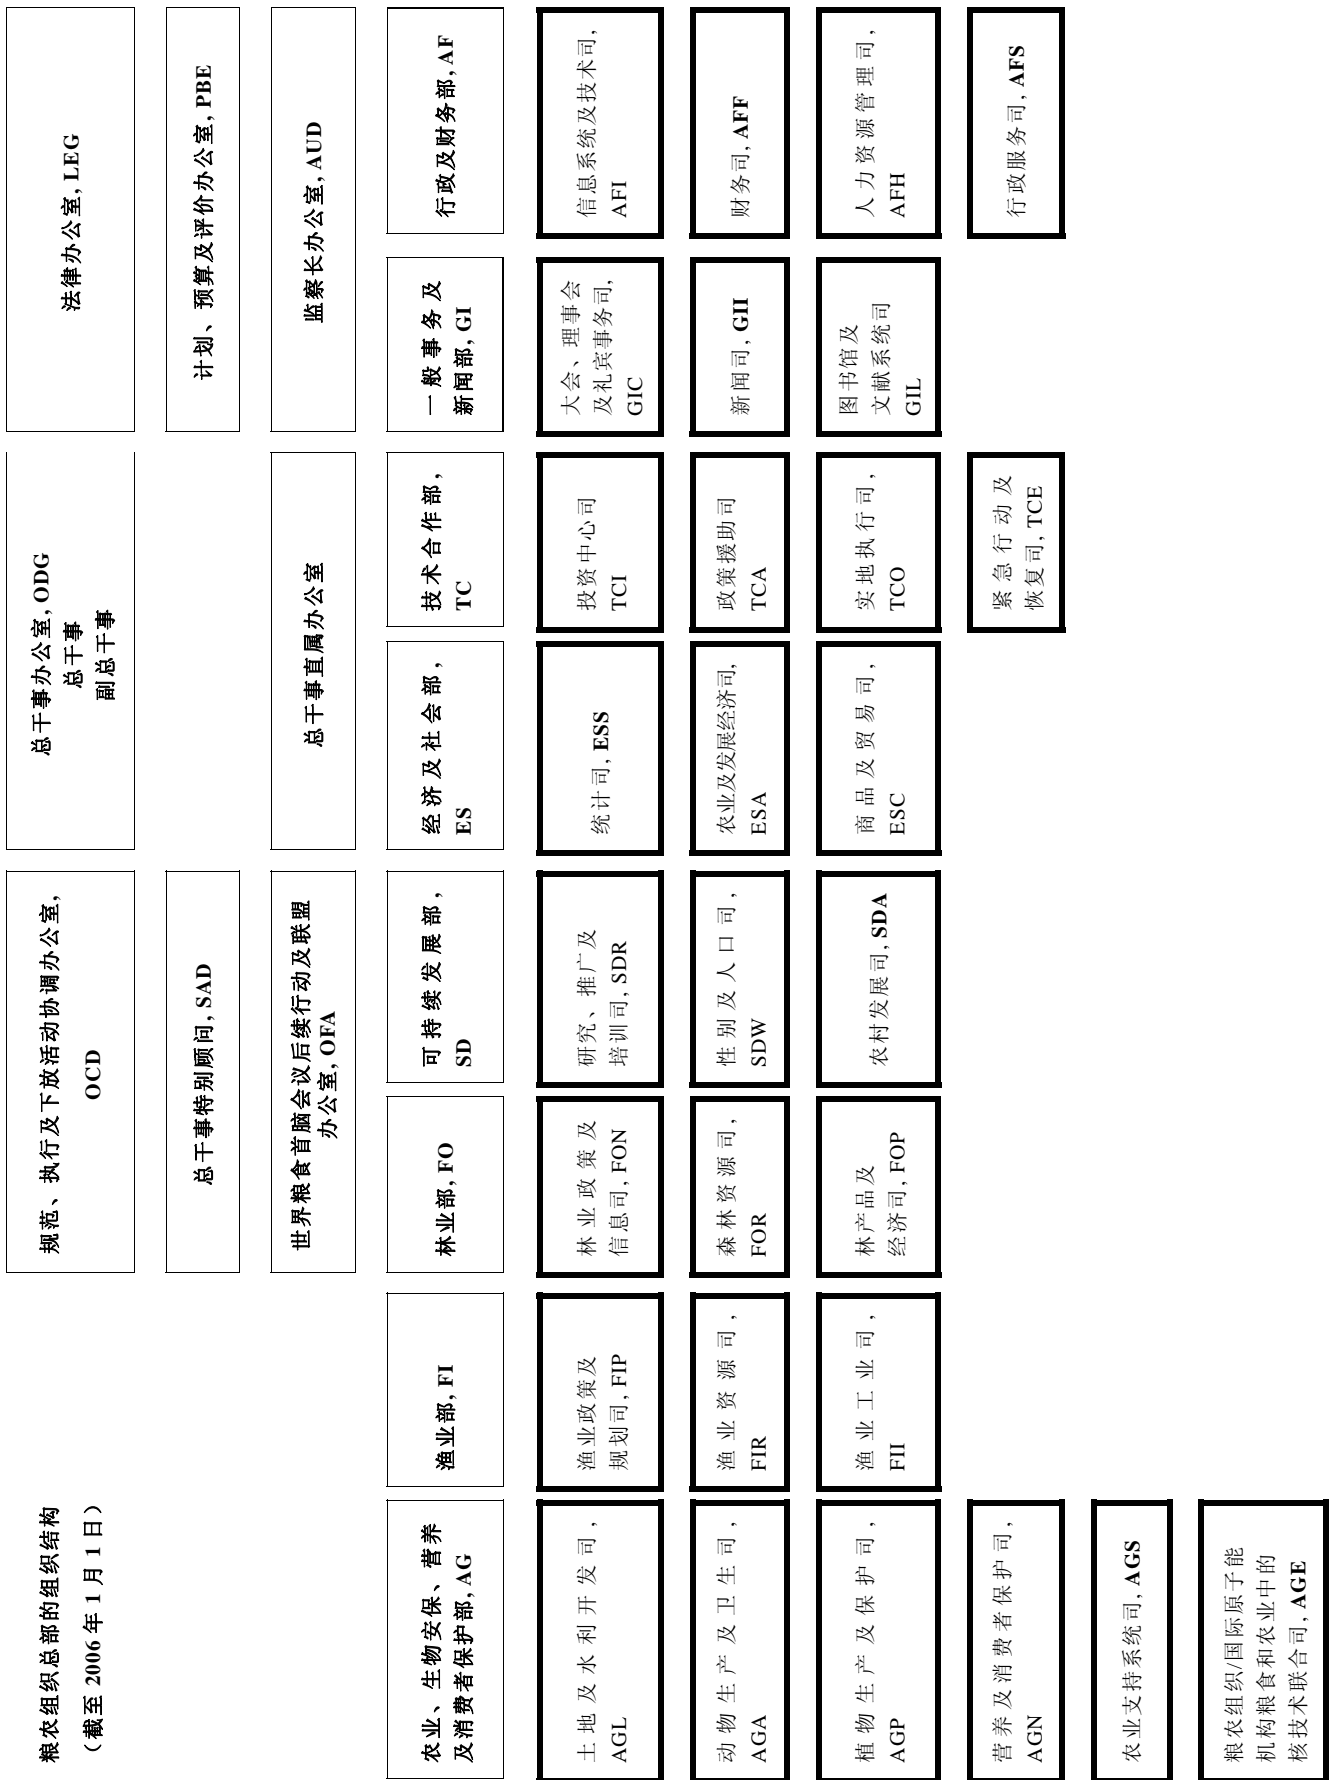 粮农组织总部的组织结构
（截至 2006 年 1 月 1 日）
规范、执行及下放活动协调办公室,
OCD
总干事办公室, ODG
总干事
副总干事
法律办公室, LEG
总干事特别顾问, SAD
计划、预算及评价办公室, PBE
世界粮食首脑会议后续行动及联盟
办公室, OFA
总干事直属办公室
监察长办公室, AUD
农业、生物安保、营养
及消费者保护部, AG
渔业部, FI
林业部, FO
可持续发展部,
SD
经济及社会部,
ES
技术合作部,
TC
一般事务及
新闻部, GI
行政及财务部, AF
土地及水利开发司,
AGL
渔业政策及
规划司, FIP
林业政策及
信息司, FON
研究、推广及
培训司, SDR
统计司, ESS
投资中心司
TCI
大会、理事会
及礼宾事务司,
GIC
信息系统及技术司,
AFI
动物生产及卫生司,
AGA
渔业资源司,
FIR
森林资源司,
FOR
性别及人口司,
SDW
农业及发展经济司,
ESA
政策援助司
TCA
新闻司, GII
财务司, AFF
植物生产及保护司,
AGP
渔业工业司,
FII
林产品及
经济司, FOP
农村发展司, SDA
商品及贸易司,
ESC
实地执行司,
TCO
图书馆及
文献系统司
GIL
人力资源管理司,
AFH
营养及消费者保护司,
AGN
紧急行动及
恢复司, TCE
行政服务司, AFS
农业支持系统司, AGS
粮农组织/国际原子能
机构粮食和农业中的
核技术联合司, AGE